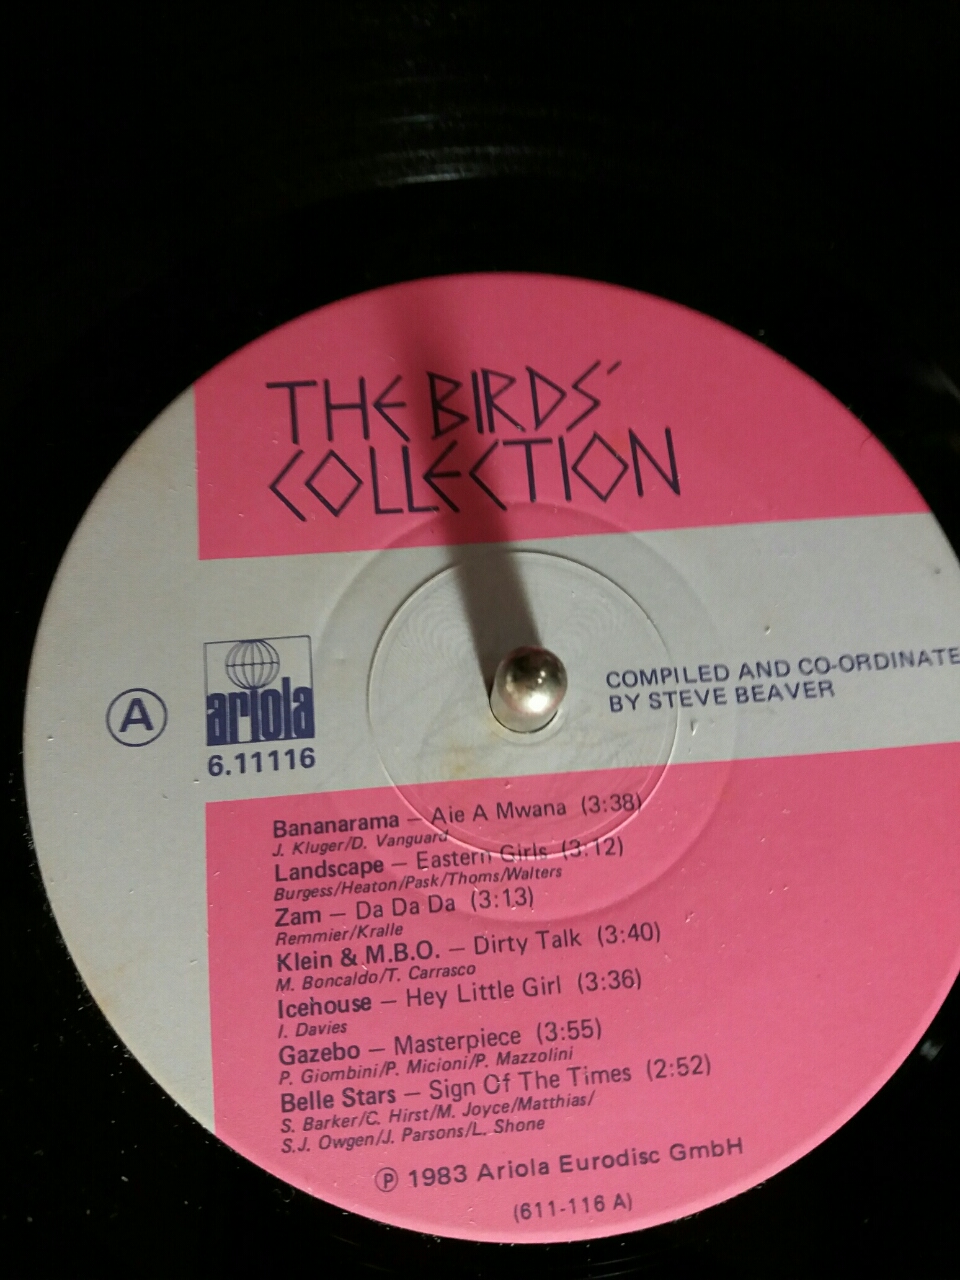 THE BIRDS'
COLLECTION
A
ariola
6.11116
COMPILED AND CO-ORDINATE
BY STEVE BEAVER
Bananarama – Aie A Mwana (3:38)
J. Kluger/D. Vanguard
Landscape – Eastern Girls (3:12)
Burgess/Heaton/Pask/Thoms/Walters
Zam – Da Da Da (3:13)
Remmier/Kralle
Klein & M.B.O. – Dirty Talk (3:40)
M. Boncaldo/T. Carrasco
Icehouse – Hey Little Girl (3:36)
I. Davies
Gazebo – Masterpiece (3:55)
P. Giombini/P. Micioni/P. Mazzolini
Belle Stars – Sign Of The Times (2:52)
S. Barker/C. Hirst/M. Joyce/Matthias/
S.J. Owgen/J. Parsons/L. Shone
℗ 1983 Ariola Eurodisc GmbH
(611-116 A)